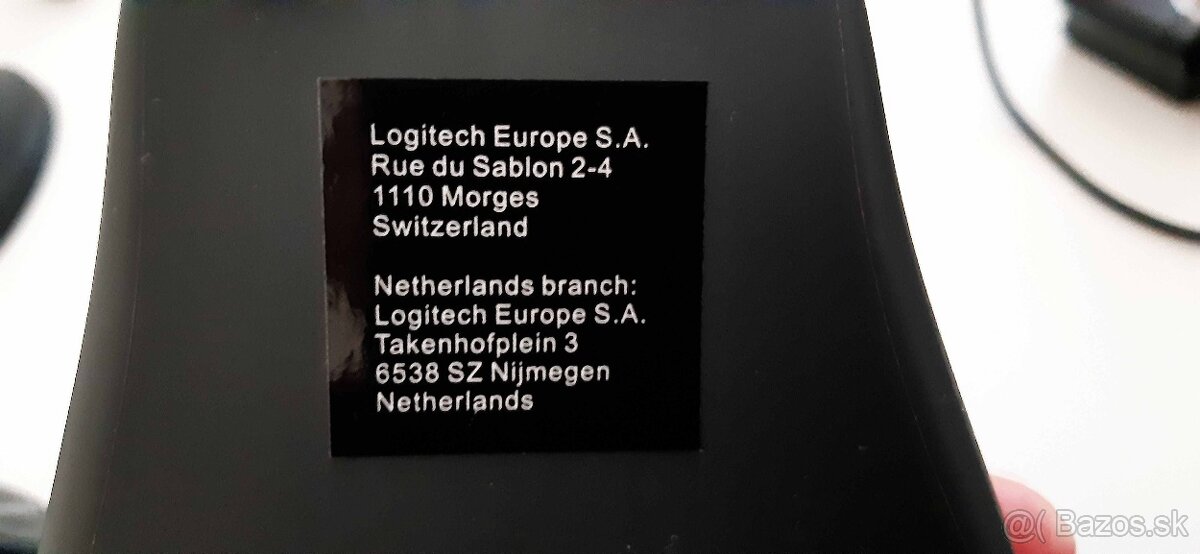 Logitech Europe S.A.
Rue du Sablon 2-4
1110 Morges
Switzerland
Netherlands branch:
Logitech Europe S.A.
Takenhofplein 3
6538 SZ Nijmegen
Netherlands
@( Bazos.sk